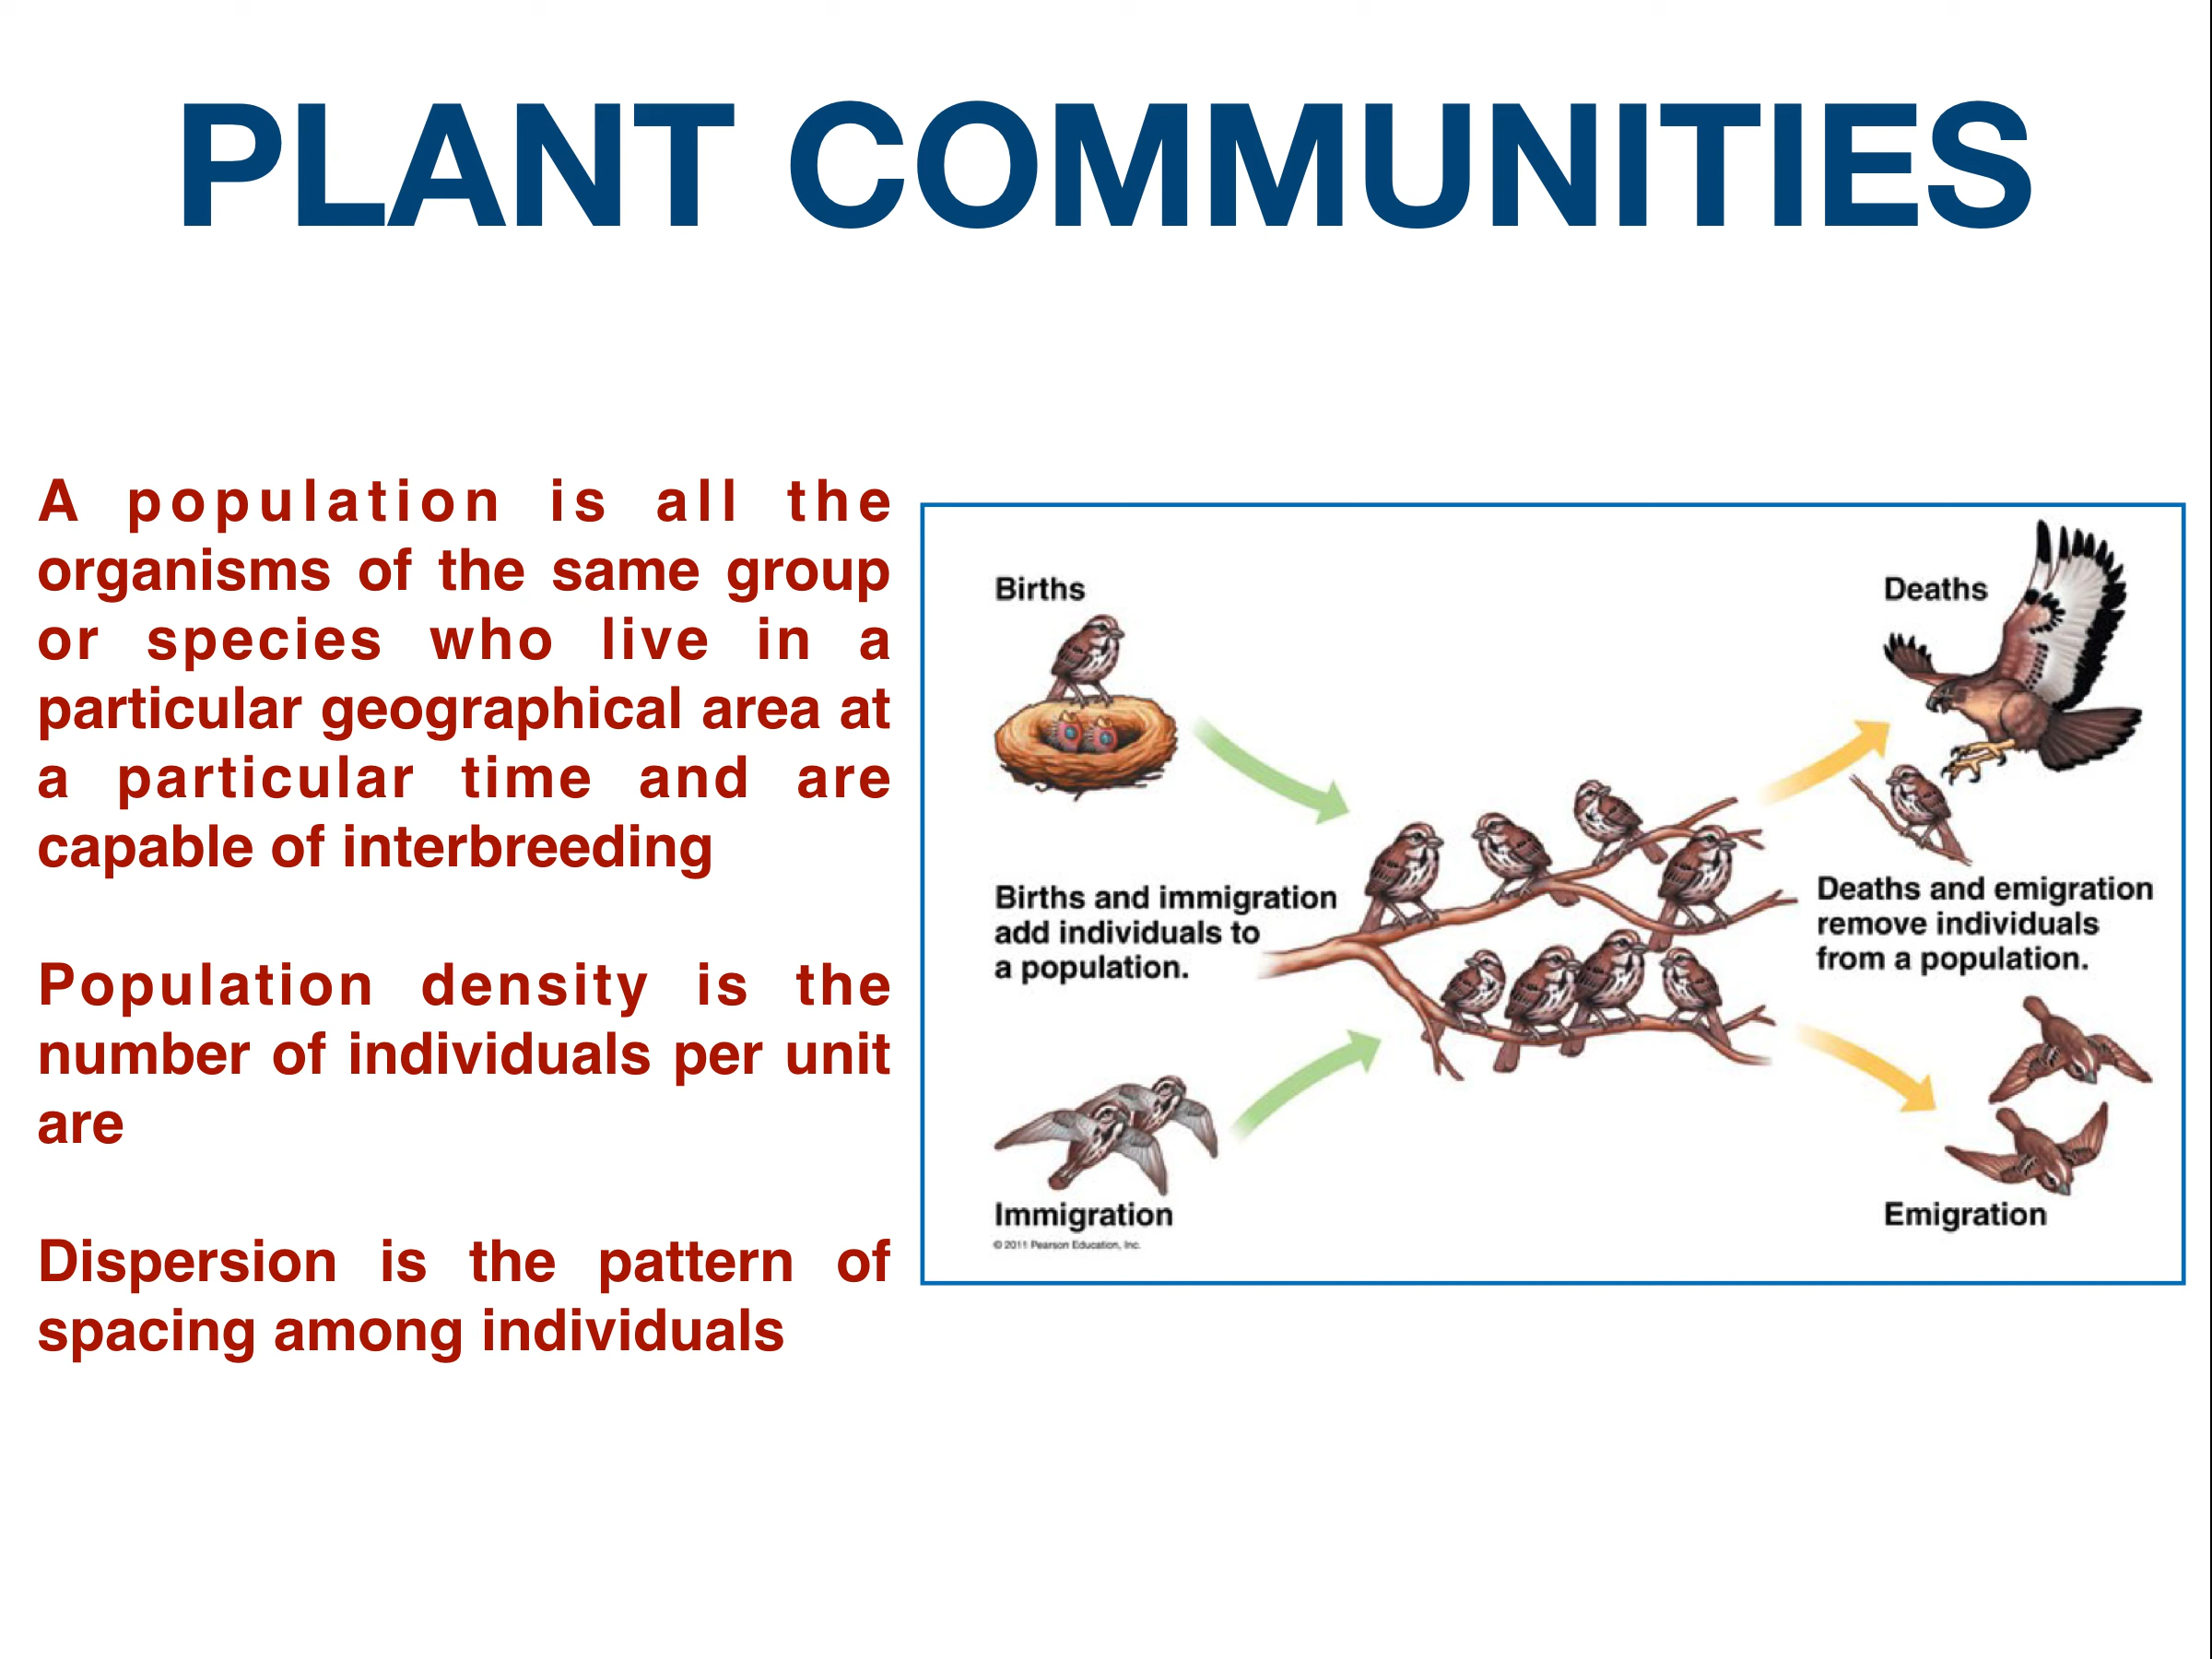 PLANT COMMUNITIES
A population is all the
organisms of the same group
or species who live in a
particular geographical area at
a particular time and are
capable of interbreeding
Population density is the
number of individuals per unit
are
Dispersion is the pattern of
spacing among individuals
Births
Deaths
Births and immigration
add individuals to
a population.
Deaths and emigration
remove individuals
from a population.
Immigration
© 2011 Pearson Education, Inc.
Emigration